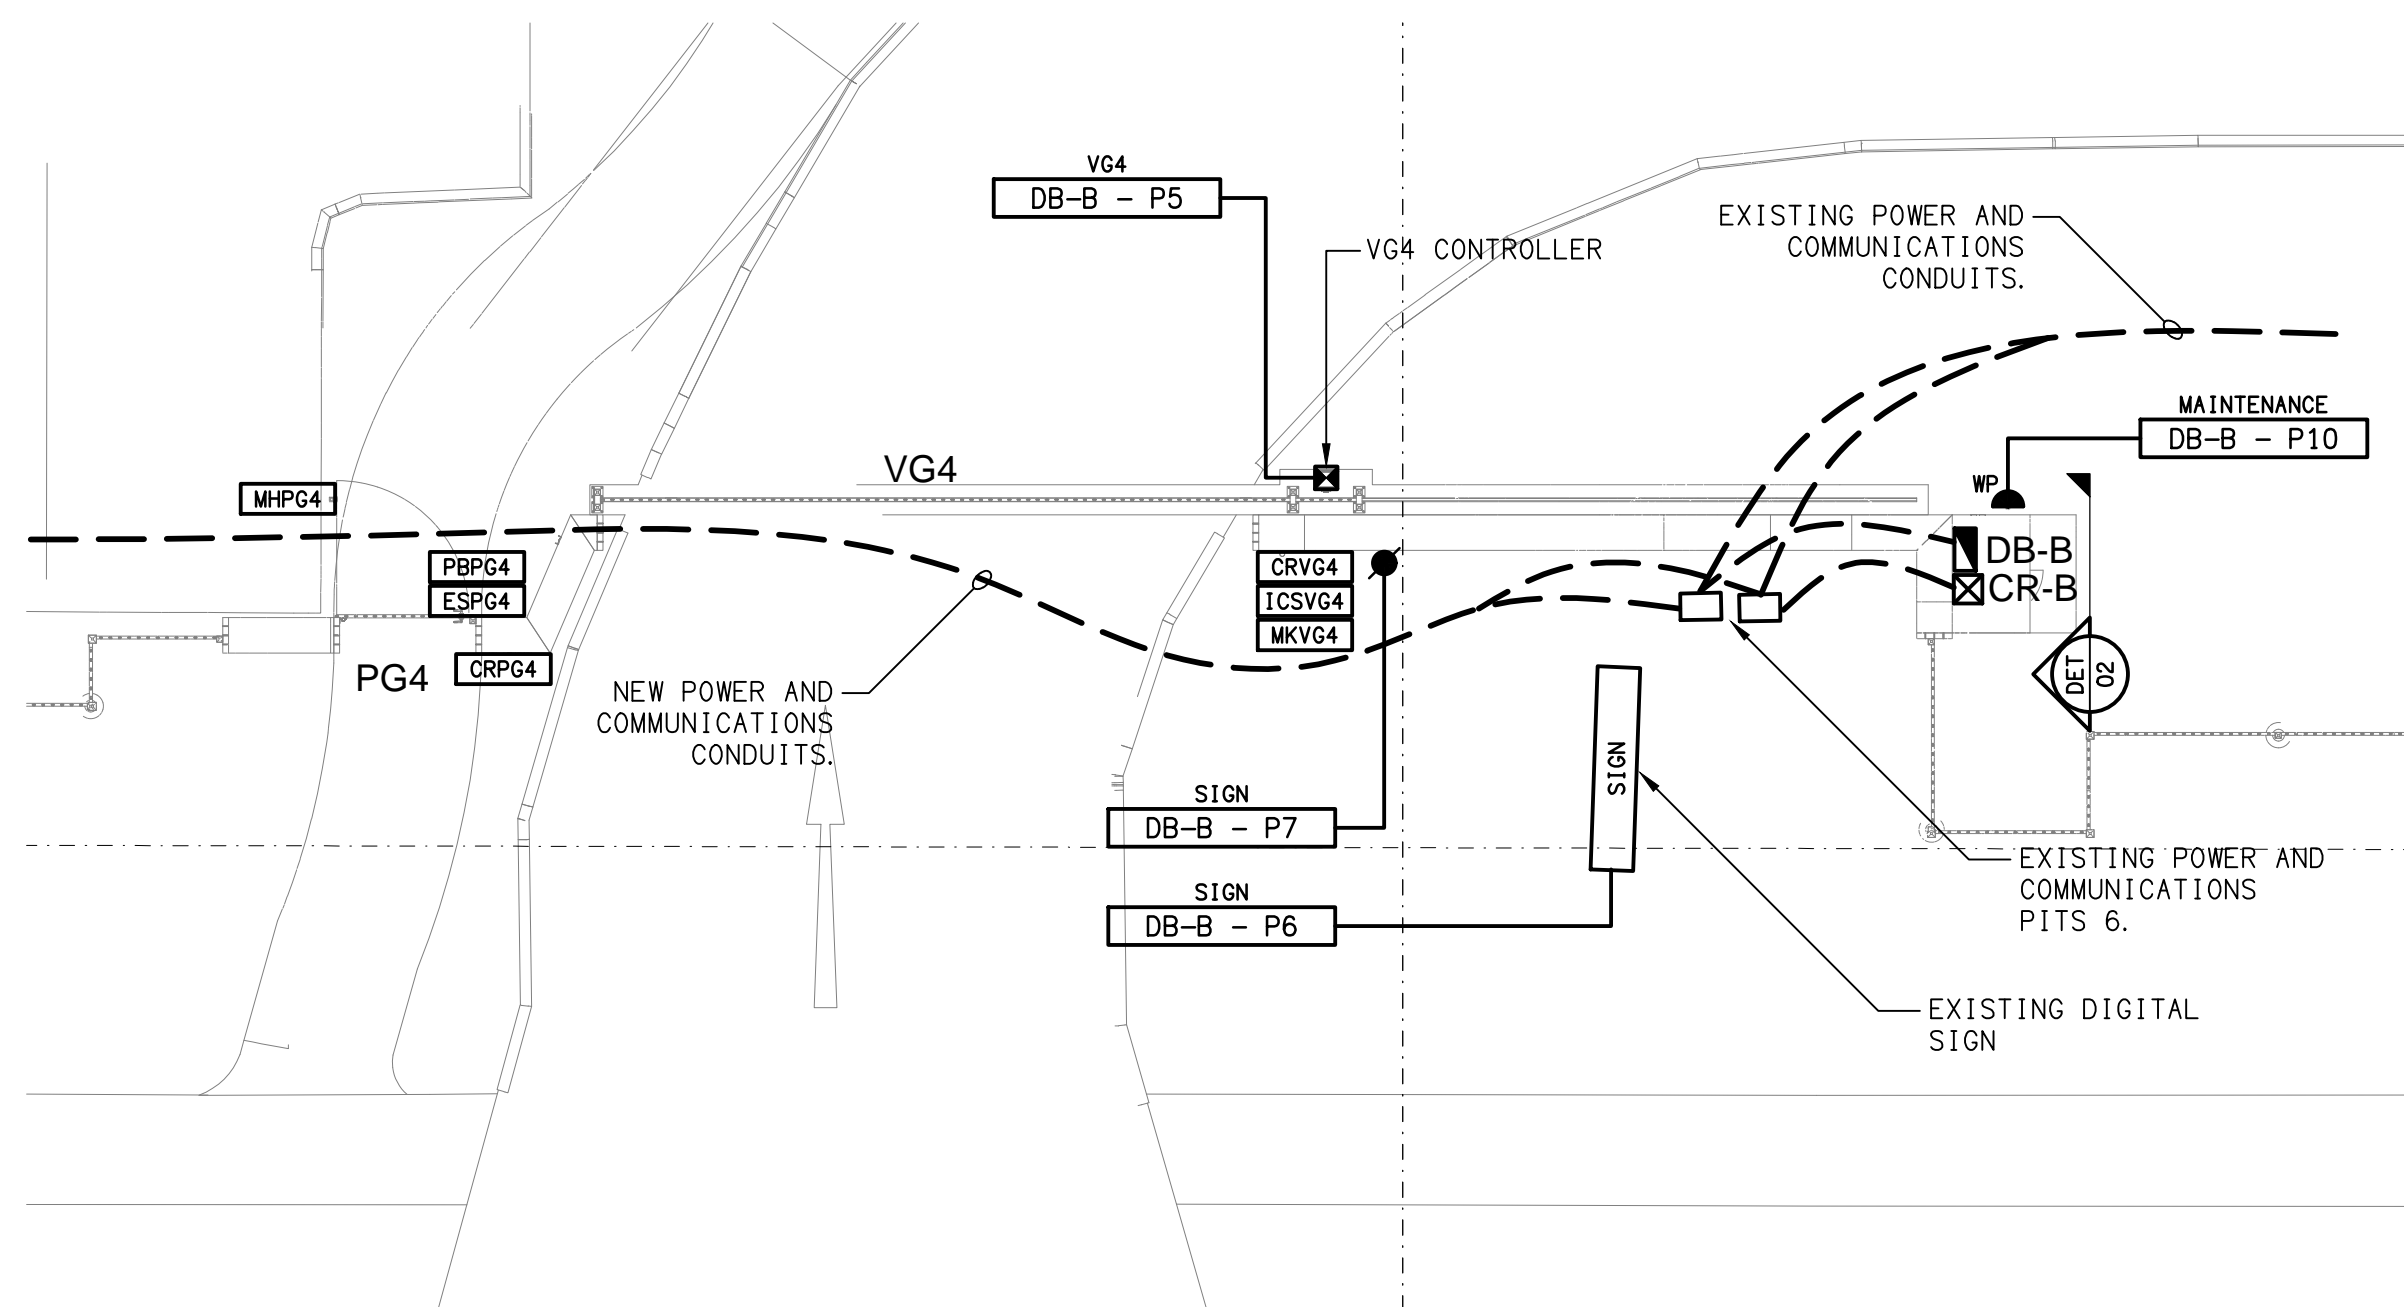 VG4
DB-B - P5
VG4 CONTROLLER
EXISTING POWER AND
COMMUNICATIONS
CONDUITS.
MAINTENANCE
DB-B - P10
WP
VG4
MHPG4
PBPG4
ESPG4
CRPG4
PG4
CRVG4
ICSVG4
MKVG4
DB-B
CR-B
DET
02
NEW POWER AND
COMMUNICATIONS
CONDUITS.
SIGN
SIGN
DB-B - P7
SIGN
DB-B - P6
EXISTING POWER AND
COMMUNICATIONS
PITS 6.
EXISTING DIGITAL
SIGN